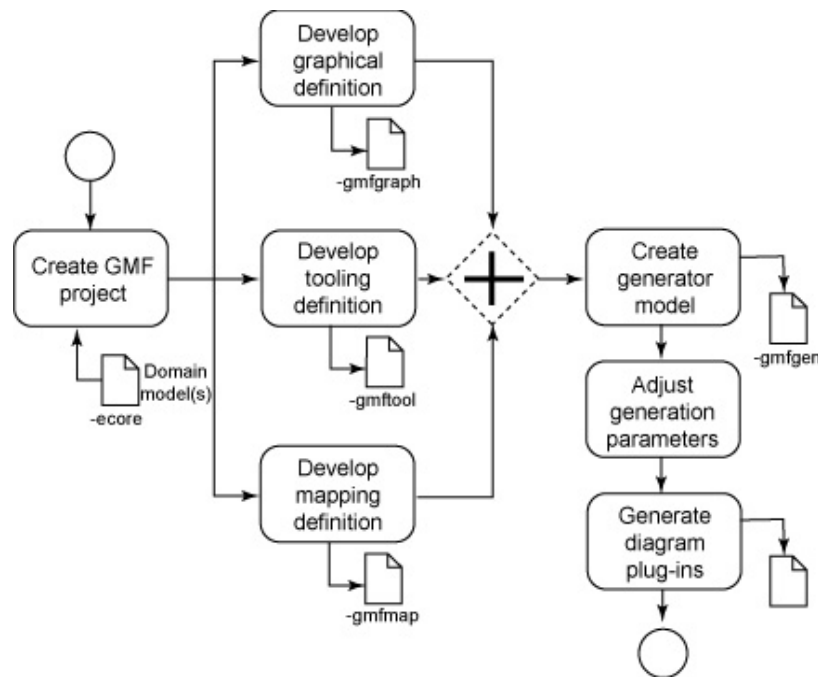 Develop
graphical
definition
-gmfgraph
Create GMF
project
Domain
model(s)
-ecore
Develop
tooling
definition
-gmftool
Develop
mapping
definition
-gmfmap
Create
generator
model
-gmfgen
Adjust
generation
parameters
Generate
diagram
plug-ins